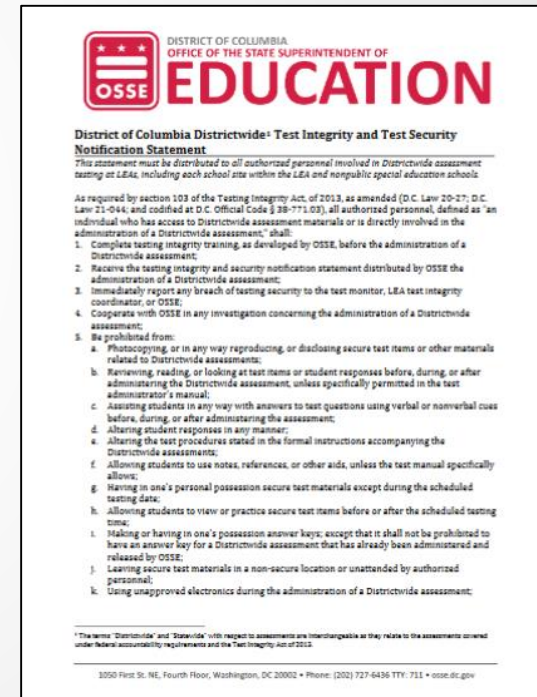 DISTRICT OF COLUMBIA
OFFICE OF THE STATE SUPERINTENDENT OF
EDUCATION
OSSE
District of Columbia Districtwide¹ Test Integrity and Test Security
Notification Statement
This statement must be distributed to all authorized personnel involved in Districtwide assessment
testing at LEAs, including each school site within the LEA and nonpublic special education schools.
As required by section 103 of the Testing Integrity Act, of 2013, as amended (D.C. Law 20-27; D.C.
Law 21-044; and codified at D.C. Official Code § 38-771.03), all authorized personnel, defined as "an
individual who has access to Districtwide assessment materials or is directly involved in the
administration of a Districtwide assessment," shall:
1. Complete testing integrity training, as developed by OSSE, before the administration of a
Districtwide assessment;
2. Receive the testing integrity and security notification statement distributed by OSSE the
administration of a Districtwide assessment;
3. Immediately report any breach of testing security to the test monitor, LEA test integrity
coordinator, or OSSE;
4. Cooperate with OSSE in any investigation concerning the administration of a Districtwide
assessment;
5. Be prohibited from:
a. Photocopying, or in any way reproducing, or disclosing secure test items or other materials
related to Districtwide assessments;
b. Reviewing, reading, or looking at test items or student responses before, during, or after
administering the Districtwide assessment, unless specifically permitted in the test
administrator's manual;
c. Assisting students in any way with answers to test questions using verbal or nonverbal cues
before, during, or after administering the assessment;
d. Altering student responses in any manner;
e. Altering the test procedures stated in the formal instructions accompanying the
Districtwide assessments;
f. Allowing students to use notes, references, or other aids, unless the test manual specifically
allows;
g. Having in one's personal possession secure test materials except during the scheduled
testing date;
h. Allowing students to view or practice secure test items before or after the scheduled testing
time;
i. Making or having in one's possession answer keys; except that it shall not be prohibited to
have an answer key for a Districtwide assessment that has already been administered and
released by OSSE;
j. Leaving secure test materials in a non-secure location or unattended by authorized
personnel;
k. Using unapproved electronics during the administration of a Districtwide assessment;
¹ The terms "Districtwide" and "Statewide" with respect to assessments are interchangeable as they relate to the assessments covered
under federal accountability requirements and the Test Integrity Act of 2013.
1050 First St. NE, Fourth Floor, Washington, DC 20002 • Phone: (202) 727-6436 TTY: 711 • osse.dc.gov